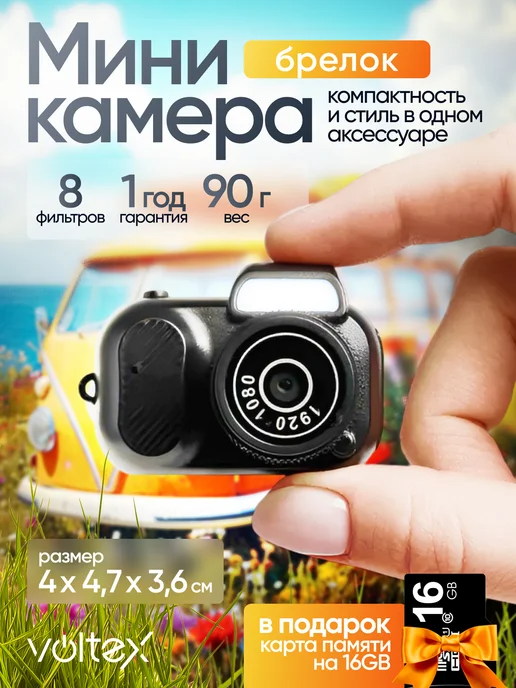 Мини
брелок
камера
компактность
и стиль в одном
аксессуаре
8
фильтров
1 год
гарантия
90 г
вес
1920*1080
размер
4 x 4,7 x 3,6 см
voltex
в подарок
карта памяти
на 16GB
16
GB